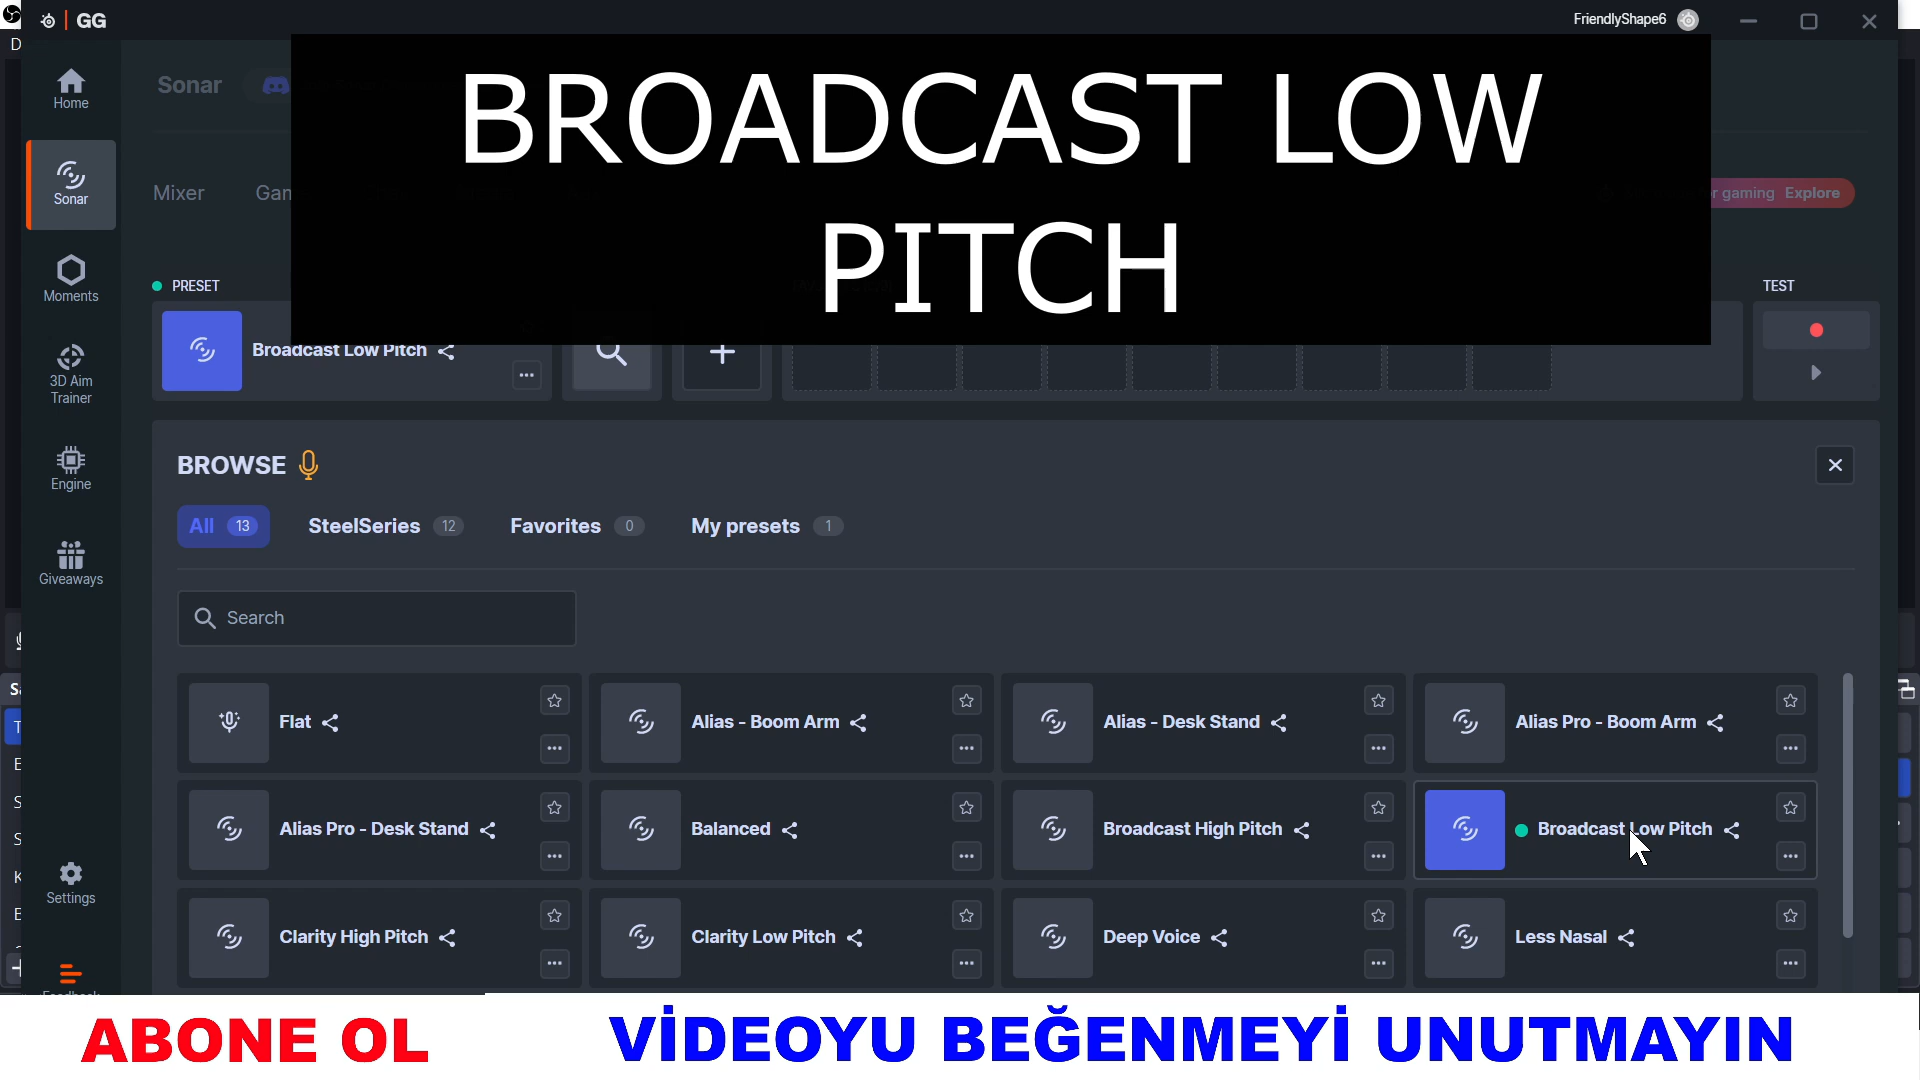 GG
FriendlyShape6
Home
Sonar
Moments
3D Aim
Trainer
Engine
Giveaways
Settings
Sonar
BROADCAST LOW
PITCH
Mixer
r gaming Explore
PRESET
TEST
Broadcast Low Pitch
BROWSE
All 13
SteelSeries 12
Favorites 0
My presets 1
Search
Flat
Alias - Boom Arm
Alias - Desk Stand
Alias Pro - Boom Arm
Alias Pro - Desk Stand
Balanced
Broadcast High Pitch
Broadcast Low Pitch
Clarity High Pitch
Clarity Low Pitch
Deep Voice
Less Nasal
ABONE OL
VİDEOYU BEĞENMEYİ UNUTMAYIN